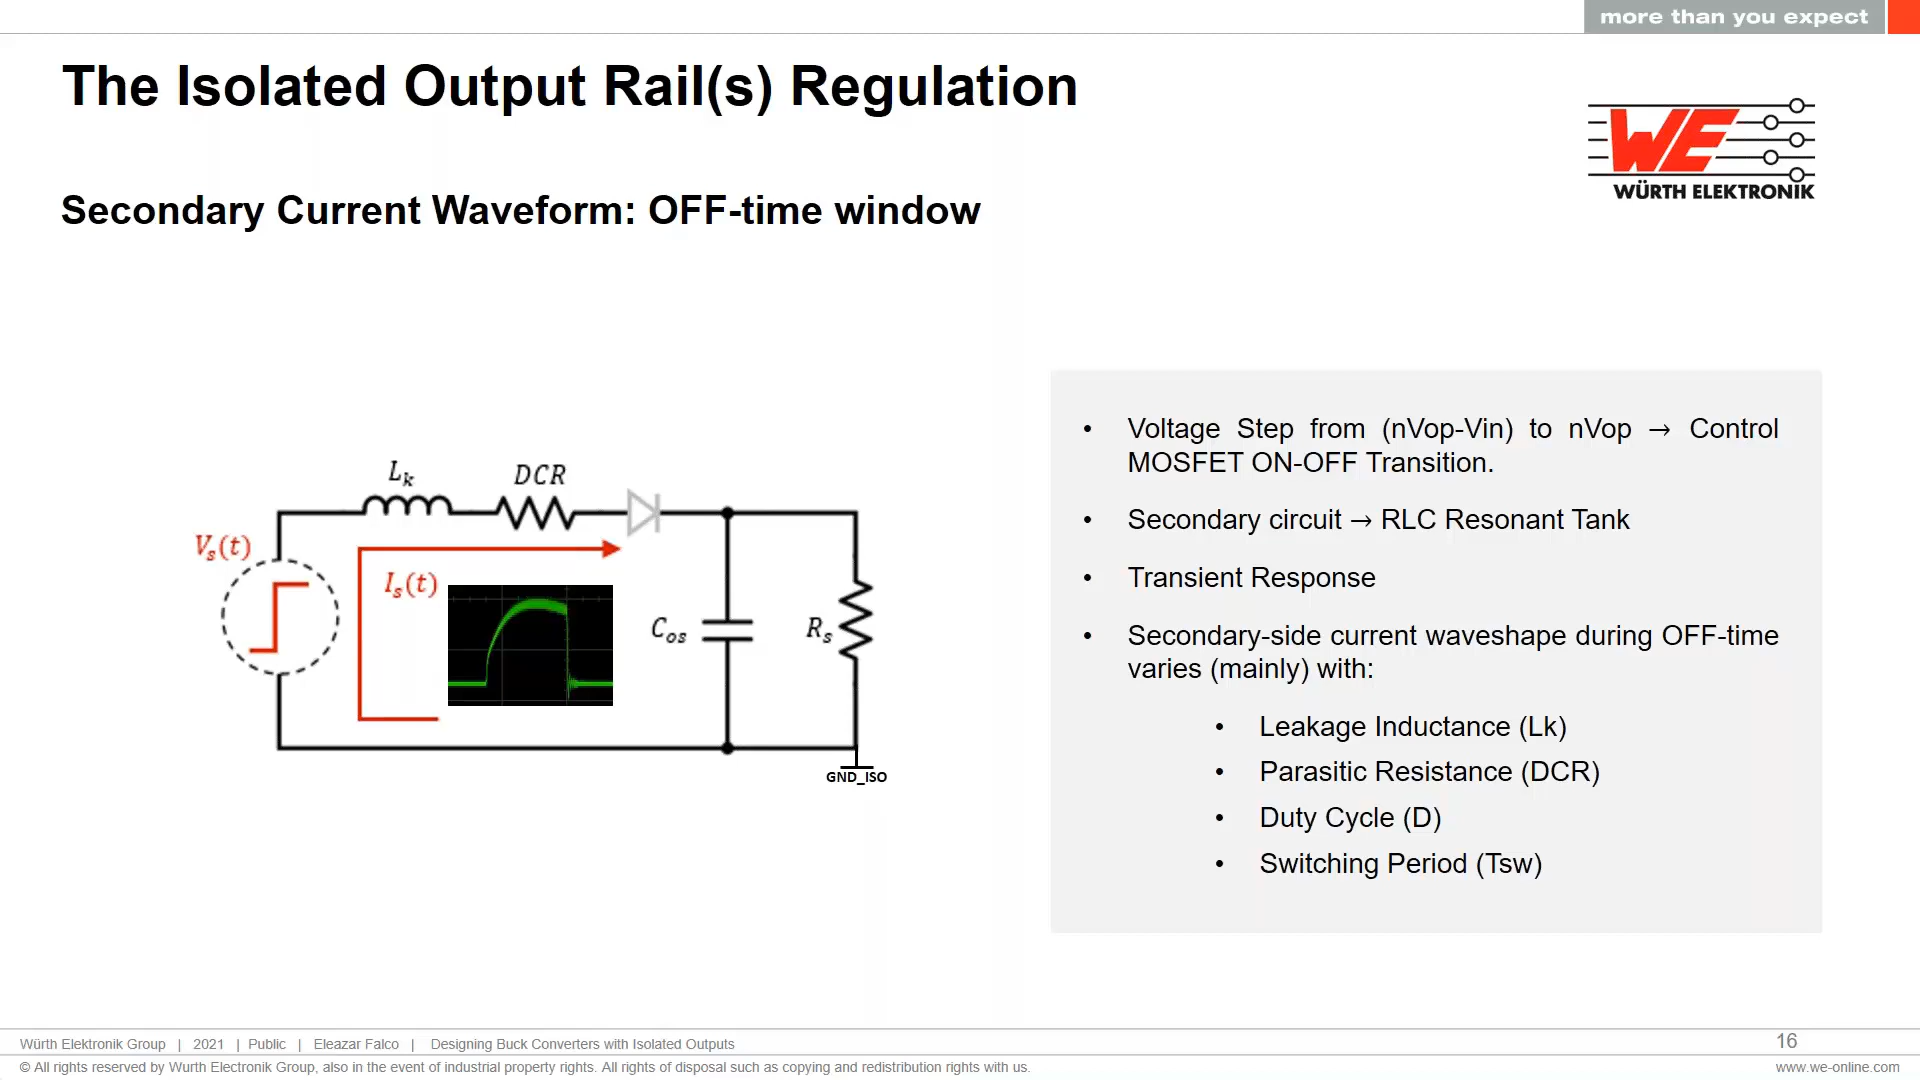 more than you expect
The Isolated Output Rail(s) Regulation
WE
WÜRTH ELEKTRONIK
Secondary Current Waveform: OFF-time window
Lk
DCR
Vs(t)
Is(t)
Cos
Rs
GND_ISO
• Voltage Step from (nVop-Vin) to nVop → Control
MOSFET ON-OFF Transition.
• Secondary circuit → RLC Resonant Tank
• Transient Response
• Secondary-side current waveshape during OFF-time
varies (mainly) with:
• Leakage Inductance (Lk)
• Parasitic Resistance (DCR)
• Duty Cycle (D)
• Switching Period (Tsw)
Würth Elektronik Group | 2021 | Public | Eleazar Falco | Designing Buck Converters with Isolated Outputs
16
© All rights reserved by Wurth Electronik Group, also in the event of industrial property rights. All rights of disposal such as copying and redistribution rights with us.
www.we-online.com